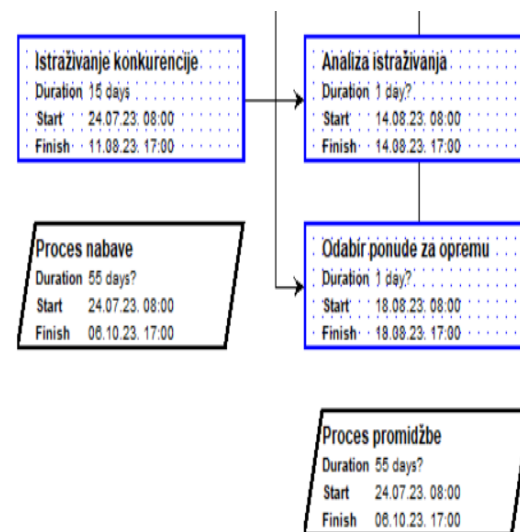 Istraživanje konkurencije
Duration 15 days
Start 24.07.23. 08:00
Finish 11.08.23. 17:00
Analiza istraživanja
Duration 1 day?
Start 14.08.23. 08:00
Finish 14.08.23. 17:00
Proces nabave
Duration 55 days?
Start 24.07.23. 08:00
Finish 06.10.23. 17:00
Odabir ponude za opremu
Duration 1 day?
Start 18.08.23. 08:00
Finish 18.08.23. 17:00
Proces promidžbe
Duration 55 days?
Start 24.07.23. 08:00
Finish 06.10.23. 17:00